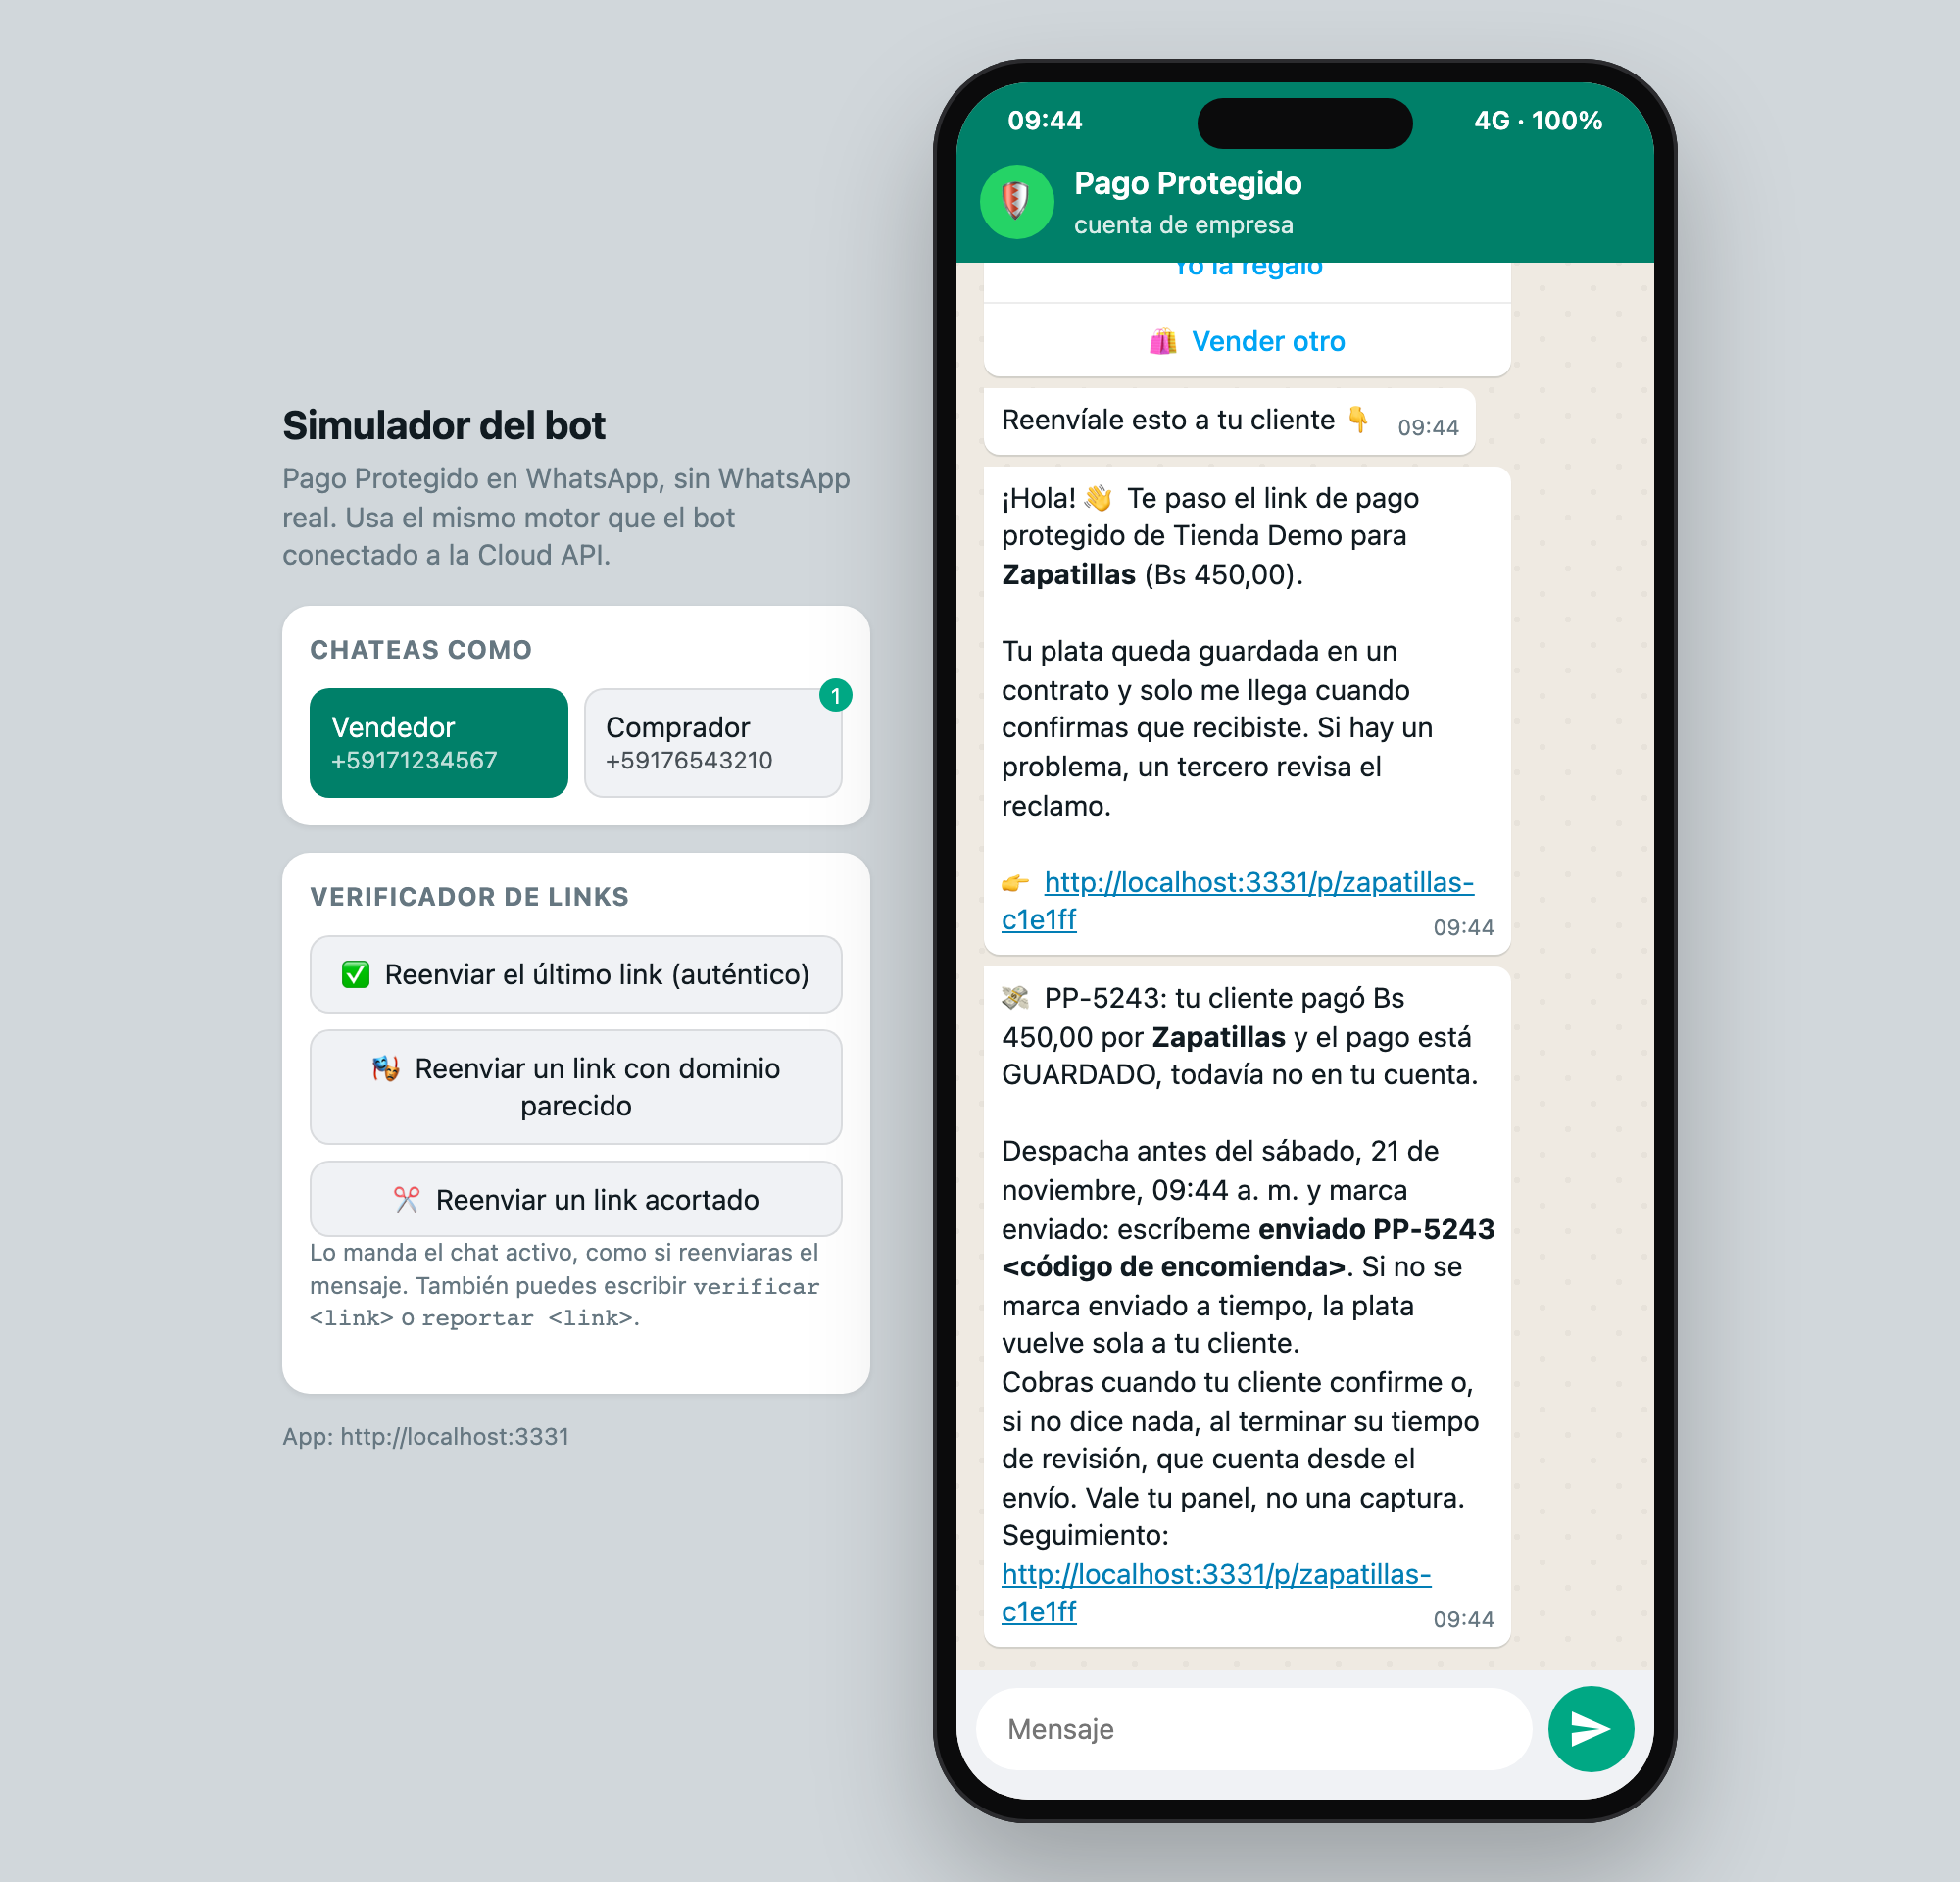 Simulador del bot
Pago Protegido en WhatsApp, sin WhatsApp
real. Usa el mismo motor que el bot
conectado a la Cloud API.
CHATEAS COMO
Vendedor
+59171234567
Comprador
+59176543210
1
VERIFICADOR DE LINKS
✅ Reenviar el último link (auténtico)
🎭 Reenviar un link con dominio
parecido
✂️ Reenviar un link acortado
Lo manda el chat activo, como si reenviaras el
mensaje. También puedes escribir verificar
<link> o reportar <link>.
App: http://localhost:3331
09:44
4G · 100%
Pago Protegido
cuenta de empresa
Yo la regalo
🛍️ Vender otro
Reenvíale esto a tu cliente 👇 09:44
¡Hola! 👋 Te paso el link de pago
protegido de Tienda Demo para
Zapatillas (Bs 450,00).
Tu plata queda guardada en un
contrato y solo me llega cuando
confirmas que recibiste. Si hay un
problema, un tercero revisa el
reclamo.
👉 http://localhost:3331/p/zapatillas-
c1e1ff 09:44
💸 PP-5243: tu cliente pagó Bs
450,00 por Zapatillas y el pago está
GUARDADO, todavía no en tu cuenta.
Despacha antes del sábado, 21 de
noviembre, 09:44 a. m. y marca
enviado: escríbeme enviado PP-5243
<código de encomienda>. Si no se
marca enviado a tiempo, la plata
vuelve sola a tu cliente.
Cobras cuando tu cliente confirme o,
si no dice nada, al terminar su tiempo
de revisión, que cuenta desde el
envío. Vale tu panel, no una captura.
Seguimiento:
http://localhost:3331/p/zapatillas-
c1e1ff 09:44
Mensaje